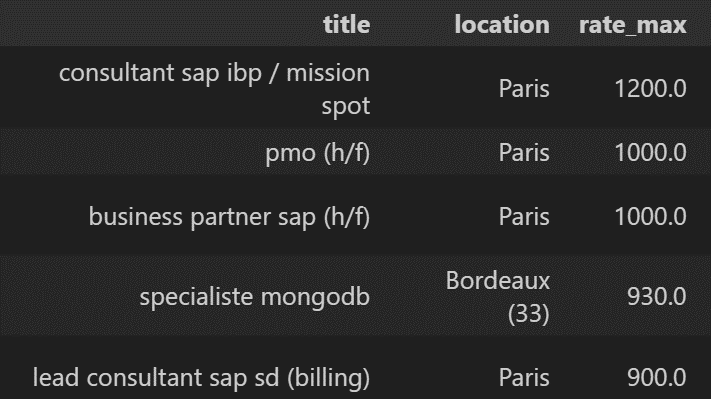 title location rate_max
consultant sap ibp / mission
spot Paris 1200.0
pmo (h/f) Paris 1000.0
business partner sap (h/f) Paris 1000.0
specialiste mongodb Bordeaux
(33) 930.0
lead consultant sap sd (billing) Paris 900.0